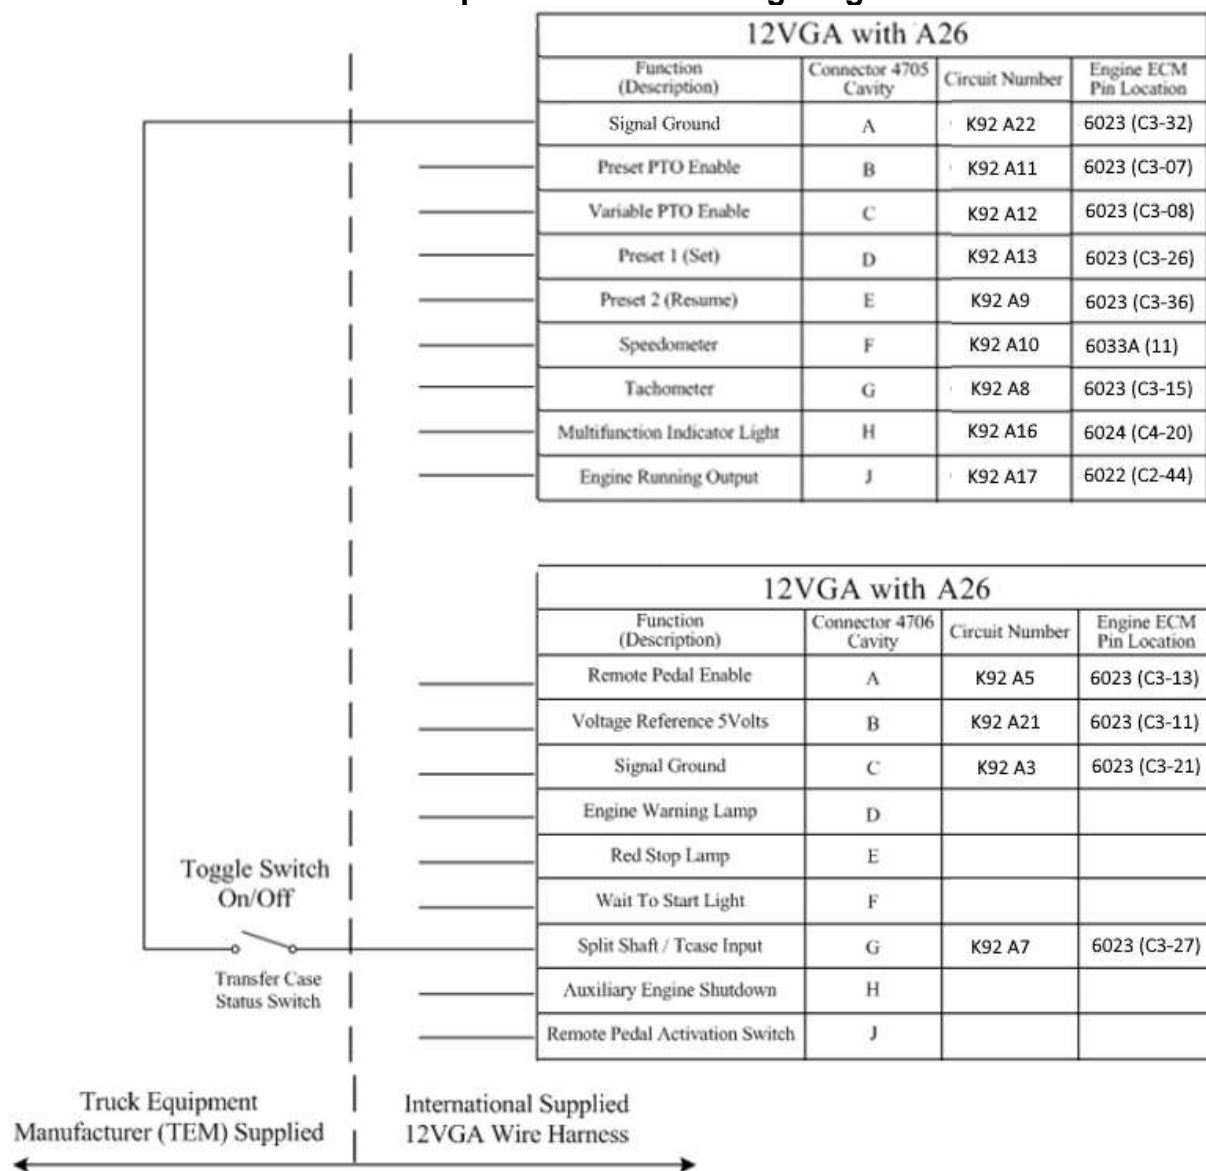 12VGA with A26
Function
(Description)
Connector 4705
Cavity
Circuit Number
Engine ECM
Pin Location
Signal Ground A K92 A22 6023 (C3-32)
Preset PTO Enable B K92 A11 6023 (C3-07)
Variable PTO Enable C K92 A12 6023 (C3-08)
Preset 1 (Set) D K92 A13 6023 (C3-26)
Preset 2 (Resume) E K92 A9 6023 (C3-36)
Speedometer F K92 A10 6033A (11)
Tachometer G K92 A8 6023 (C3-15)
Multifunction Indicator Light H K92 A16 6024 (C4-20)
Engine Running Output J K92 A17 6022 (C2-44)
12VGA with A26
Function
(Description)
Connector 4706
Cavity
Circuit Number
Engine ECM
Pin Location
Remote Pedal Enable A K92 A5 6023 (C3-13)
Voltage Reference 5Volts B K92 A21 6023 (C3-11)
Signal Ground C K92 A3 6023 (C3-21)
Engine Warning Lamp D
Red Stop Lamp E
Wait To Start Light F
Split Shaft / Tcase Input G K92 A7 6023 (C3-27)
Auxiliary Engine Shutdown H
Remote Pedal Activation Switch J
Toggle Switch
On/Off
Transfer Case
Status Switch
Truck Equipment
Manufacturer (TEM) Supplied
International Supplied
12VGA Wire Harness